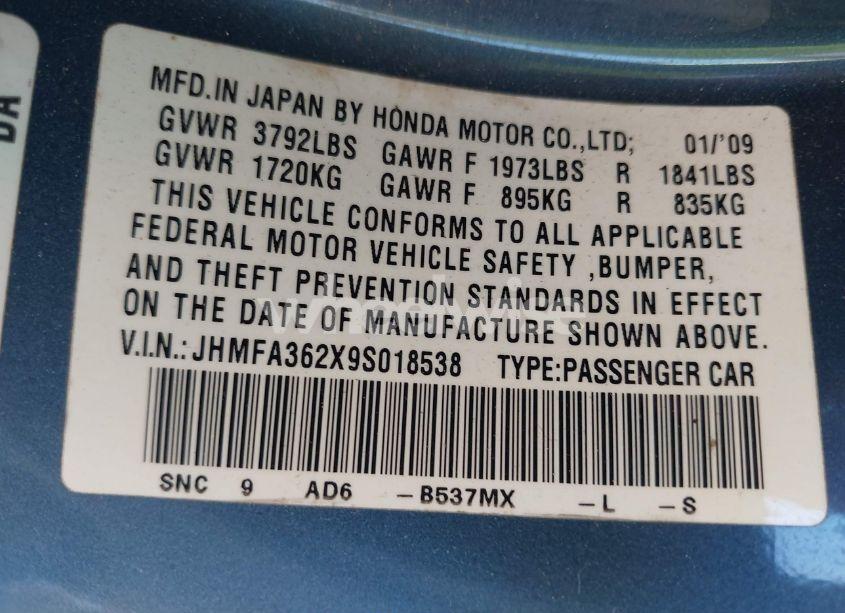 DA
MFD.IN JAPAN BY HONDA MOTOR CO.,LTD; 01/'09
GVWR 3792LBS GAWR F 1973LBS R 1841LBS
GVWR 1720KG GAWR F 895KG R 835KG
THIS VEHICLE CONFORMS TO ALL APPLICABLE
FEDERAL MOTOR VEHICLE SAFETY ,BUMPER,
AND THEFT PREVENTION STANDARDS IN EFFECT
ON THE DATE OF MANUFACTURE SHOWN ABOVE.
V.I.N.:JHMFA362X9S018538 TYPE:PASSENGER CAR
SNC 9 AD6 -B537MX -L -S